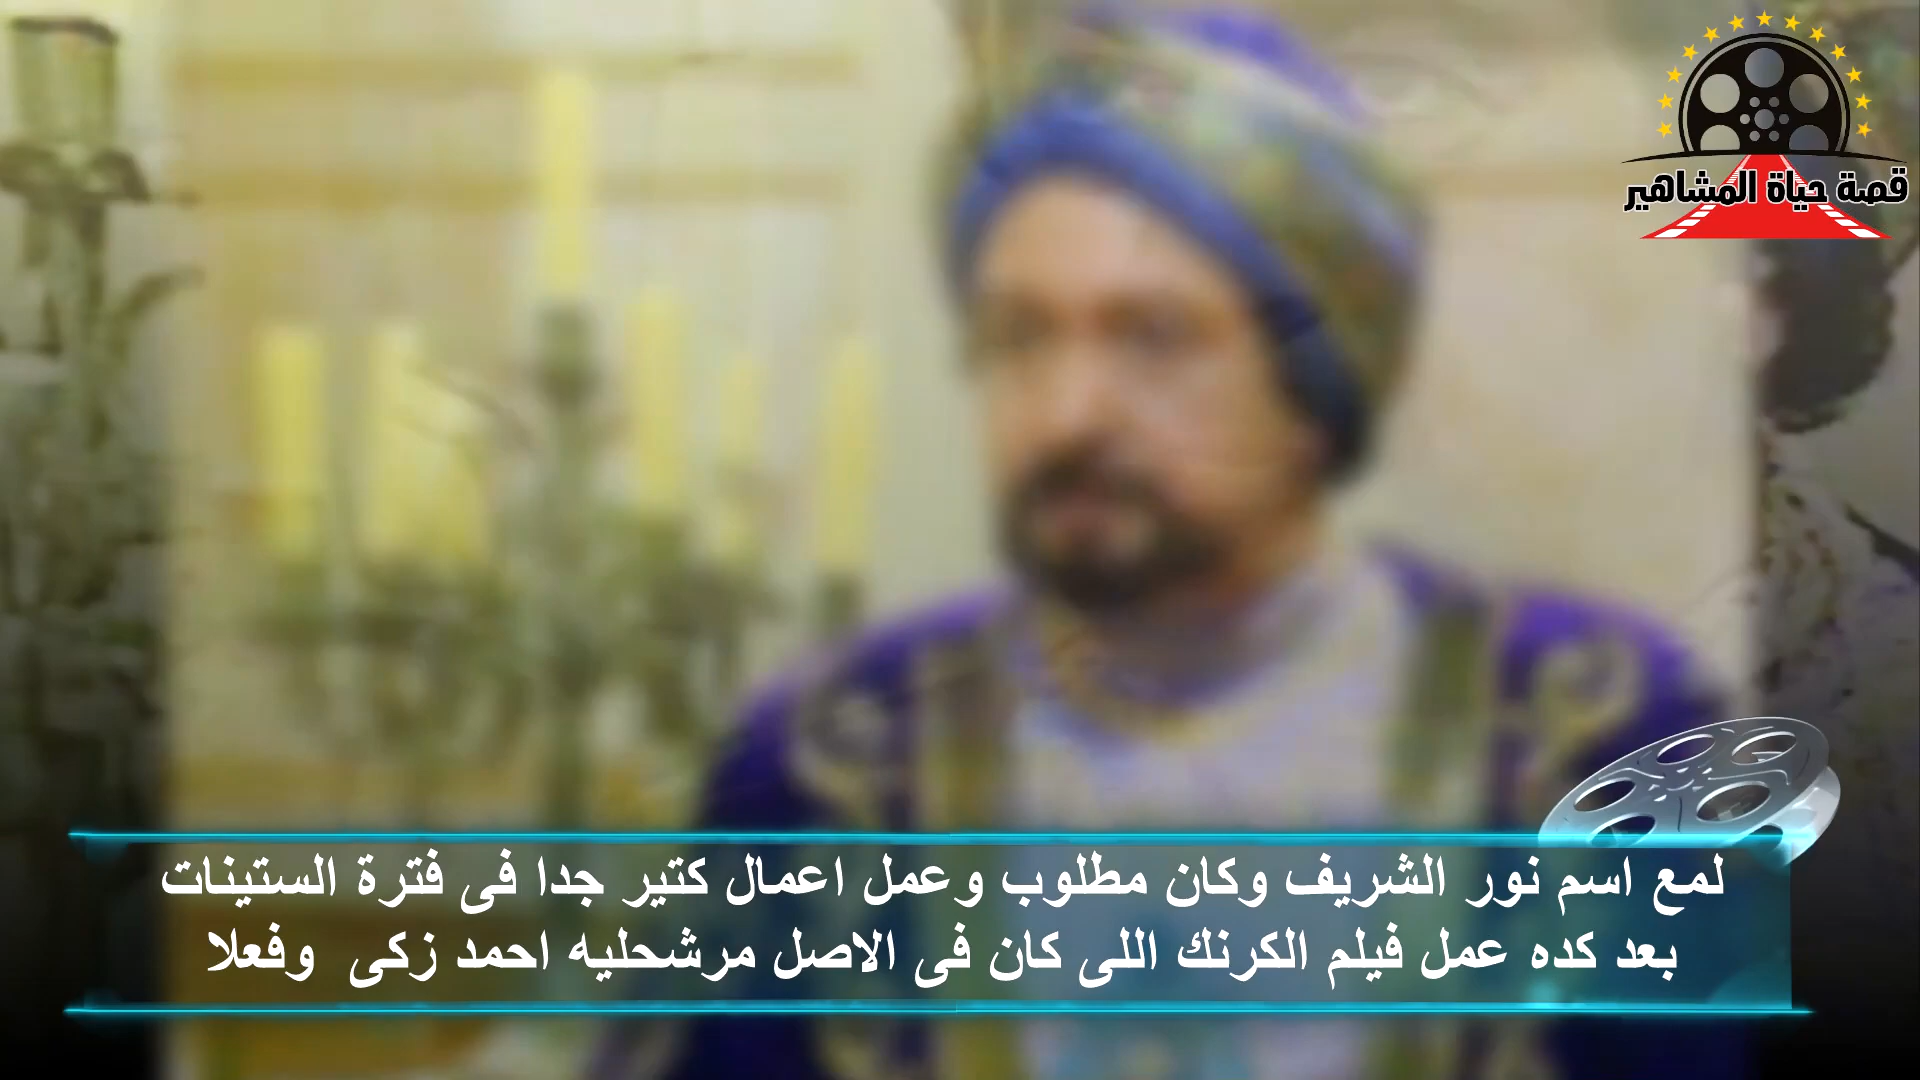 قصة حياة المشاهير
لمع اسم نور الشريف وكان مطلوب وعمل اعمال كتير جدا فى فترة الستينات
بعد كده عمل فيلم الكرنك اللى كان فى الاصل مرشحليه احمد زكى وفعلا